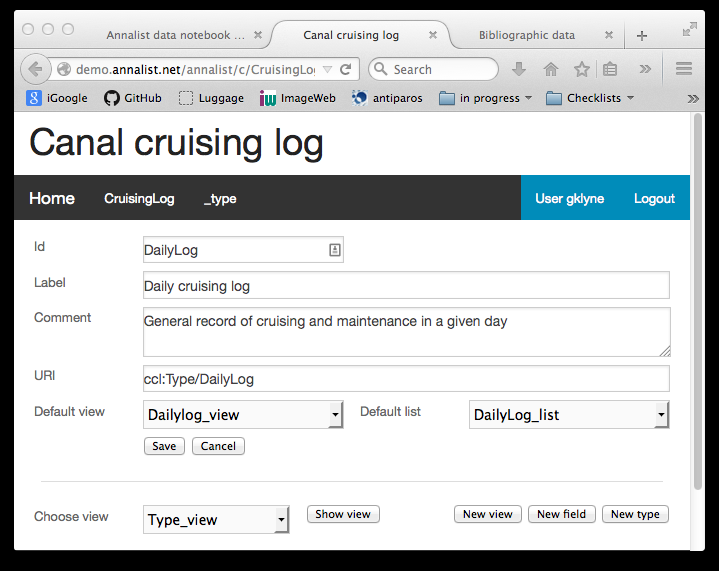 Annalist data notebook ...
Canal cruising log
Bibliographic data
demo.annalist.net/annalist/c/CruisingLog
Search
iGoogle
GitHub
Luggage
ImageWeb
antiparos
in progress
Checklists
Canal cruising log
Home CruisingLog _type User gklyne Logout
Id DailyLog
Label Daily cruising log
Comment General record of cruising and maintenance in a given day
URI ccl:Type/DailyLog
Default view Dailylog_view Default list DailyLog_list
Save Cancel
Choose view Type_view Show view New view New field New type